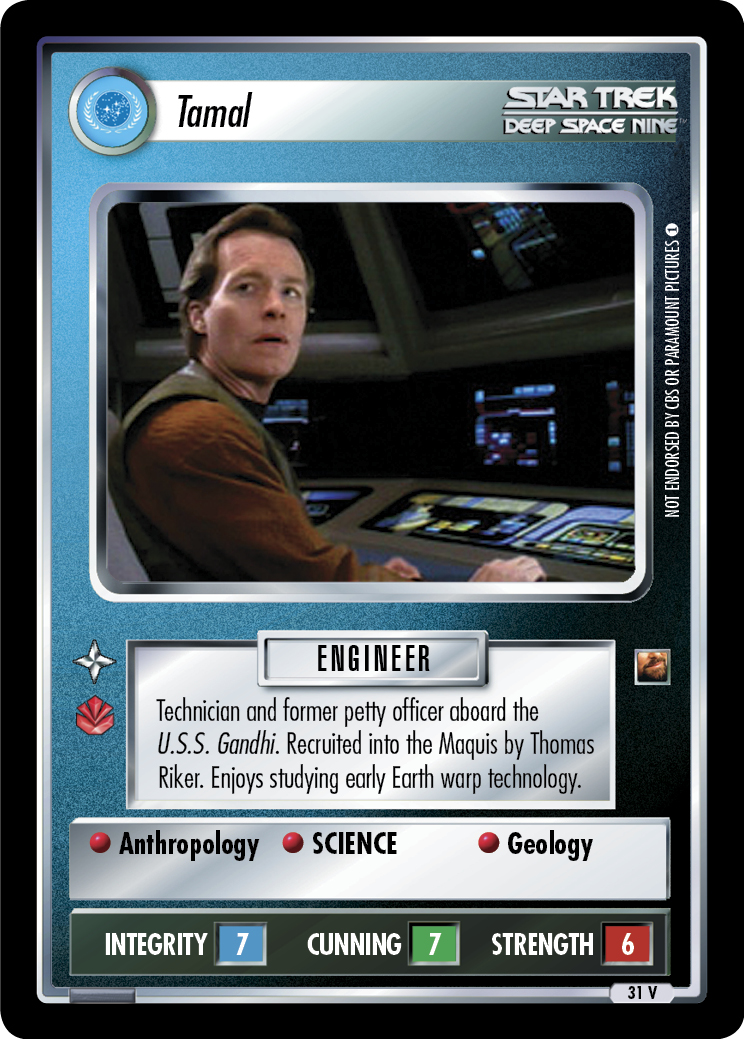 Tamal
STAR TREK
DEEP SPACE NINE™
NOT ENDORSED BY CBS OR PARAMOUNT PICTURES 1
ENGINEER
Technician and former petty officer aboard the
U.S.S. Gandhi. Recruited into the Maquis by Thomas
Riker. Enjoys studying early Earth warp technology.
Anthropology SCIENCE Geology
INTEGRITY 7 CUNNING 7 STRENGTH 6
31 V